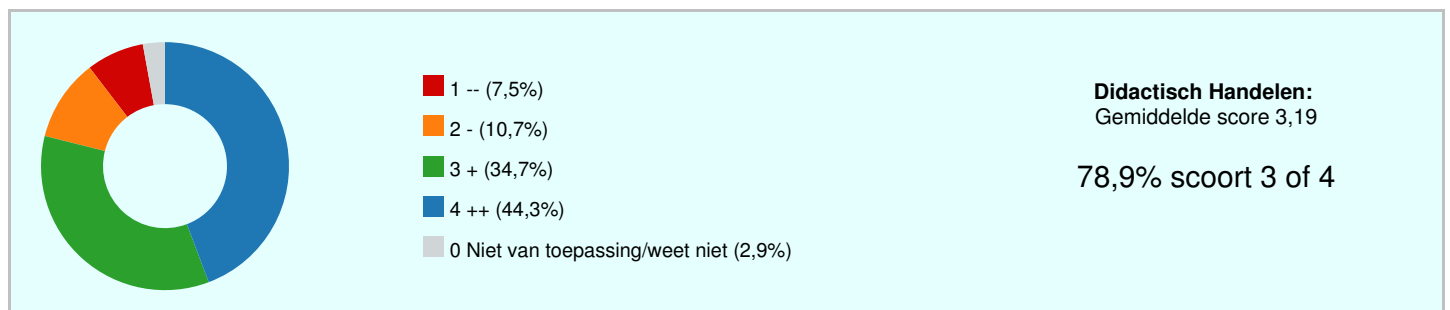 1 -- (7,5%)
2 - (10,7%)
3 + (34,7%)
4 ++ (44,3%)
0 Niet van toepassing/weet niet (2,9%)
Didactisch Handelen:
Gemiddelde score 3,19
78,9% scoort 3 of 4